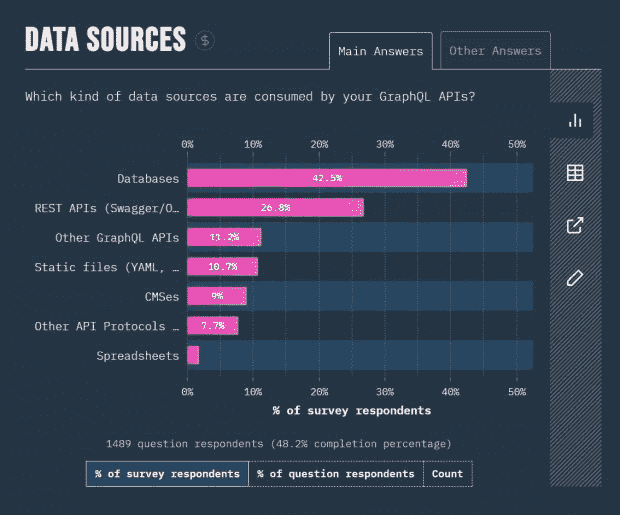 DATA SOURCES $
Main Answers
Other Answers
Which kind of data sources are consumed by your GraphQL APIs?
0% 10% 20% 30% 40% 50%
Databases 42.5%
REST APIs (Swagger/O… 26.8%
Other GraphQL APIs 11.2%
Static files (YAML, … 10.7%
CMSes 9%
Other API Protocols … 7.7%
Spreadsheets
0% 10% 20% 30% 40% 50%
% of survey respondents
1489 question respondents (48.2% completion percentage)
% of survey respondents
% of question respondents
Count